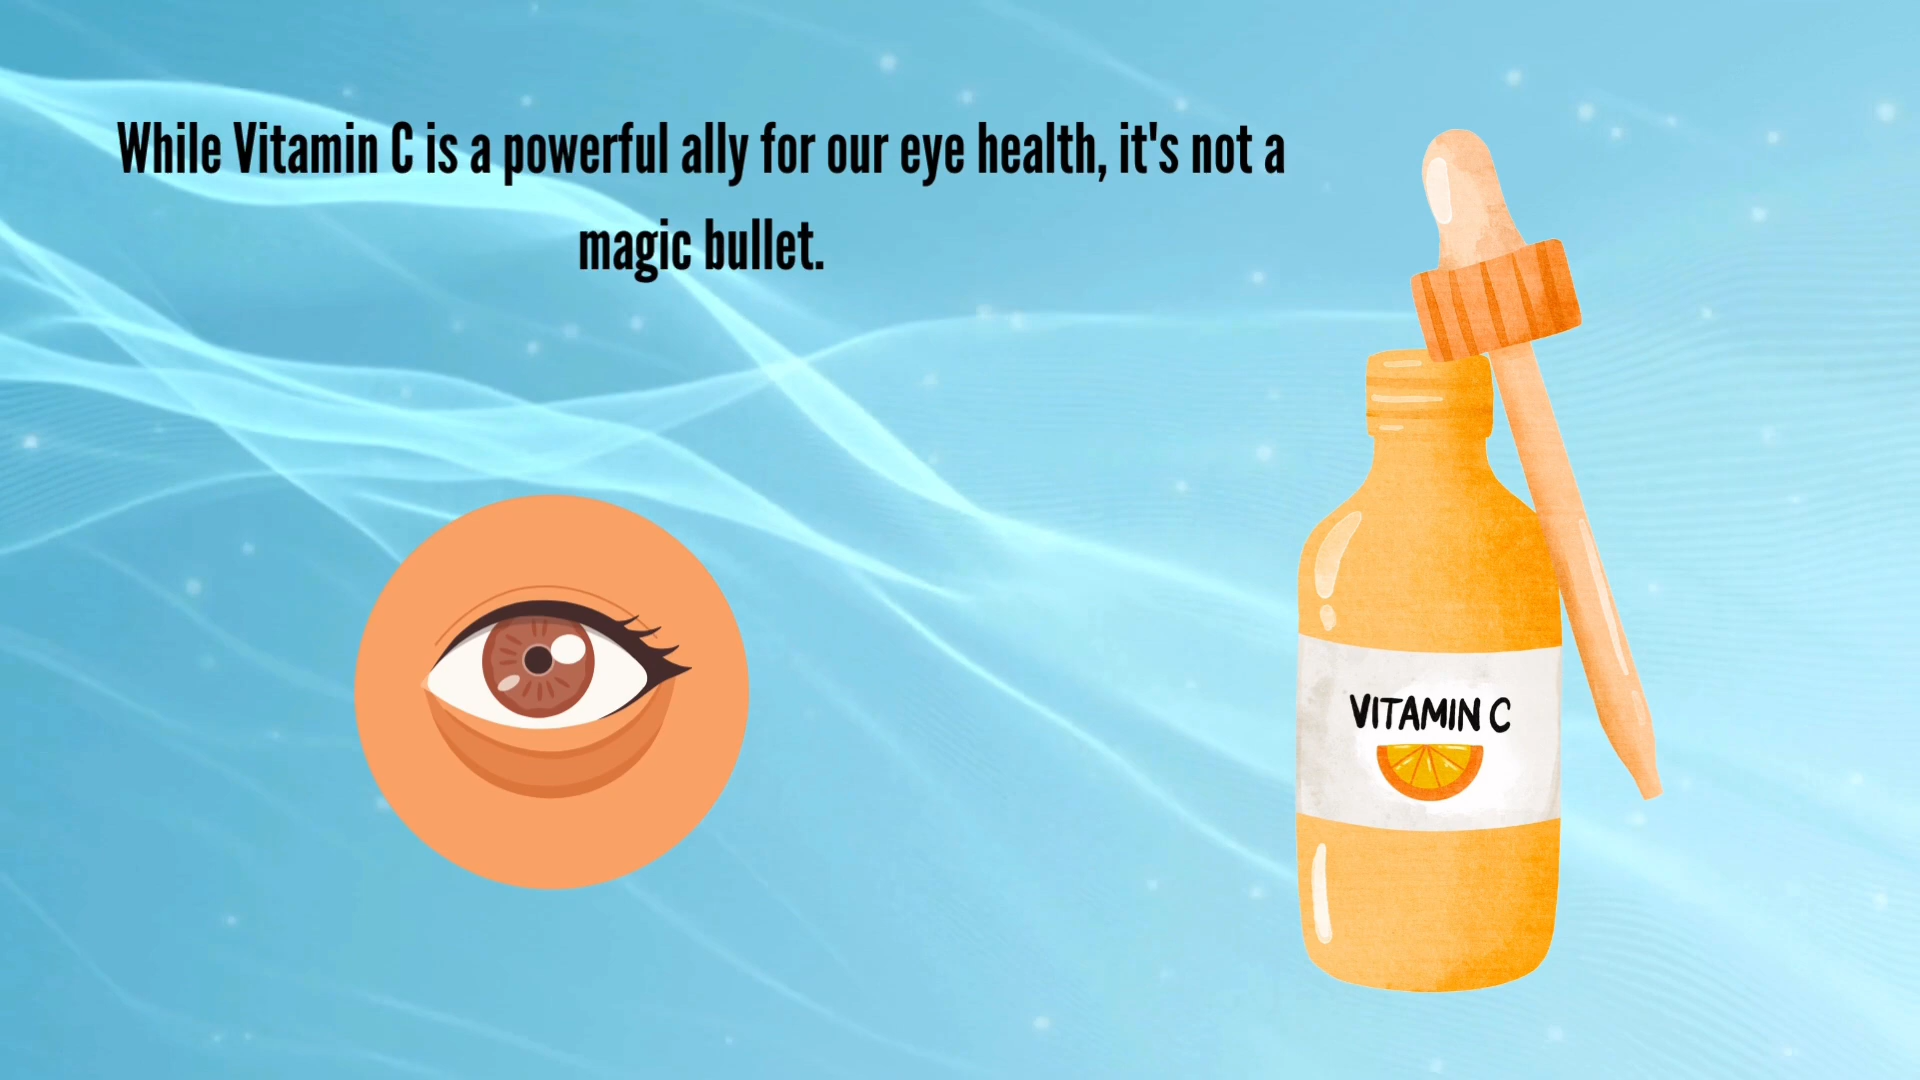 While Vitamin C is a powerful ally for our eye health, it's not a
magic bullet.
VITAMIN C